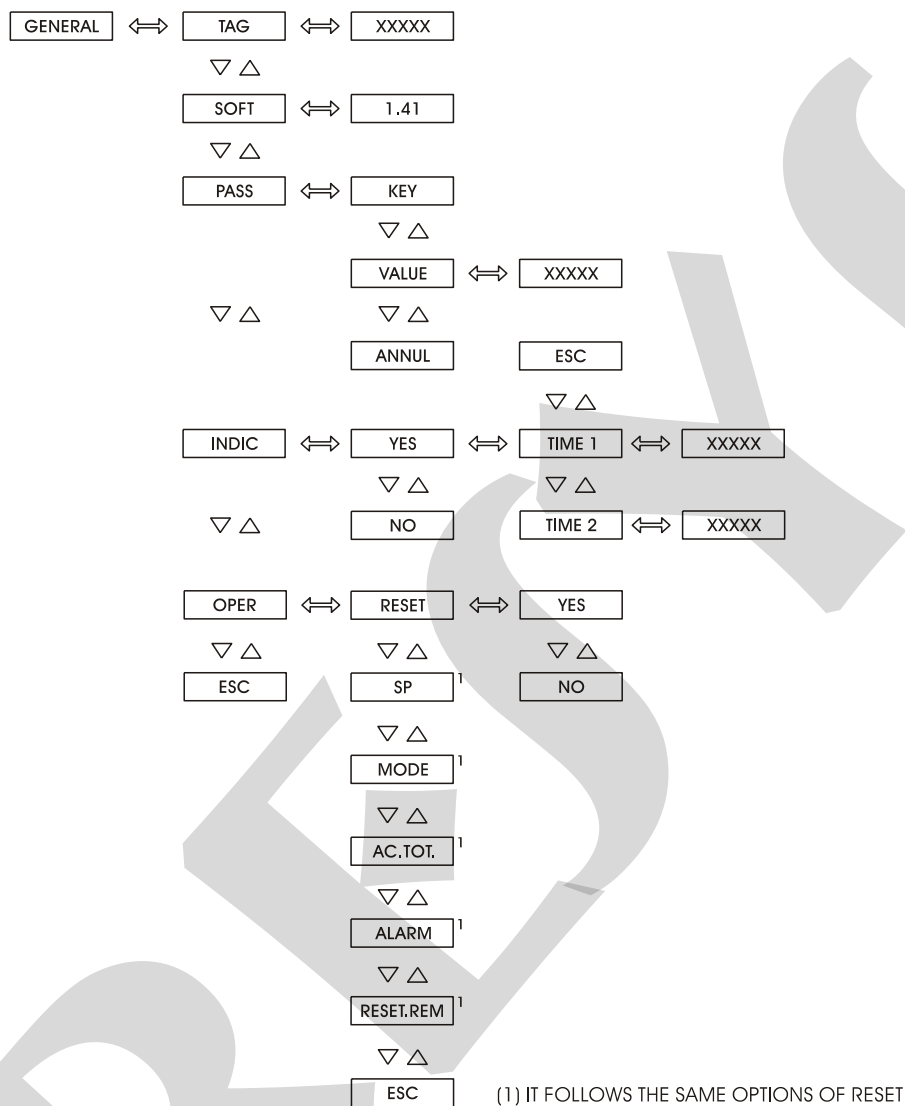 GENERAL TAG XXXXX
SOFT 1.41
PASS KEY
VALUE XXXXX
ANNUL ESC
INDIC YES TIME 1 XXXXX
NO TIME 2 XXXXX
OPER RESET YES
ESC SP 1 NO
MODE 1
AC.TOT. 1
ALARM 1
RESET.REM 1
ESC (1) IT FOLLOWS THE SAME OPTIONS OF RESET